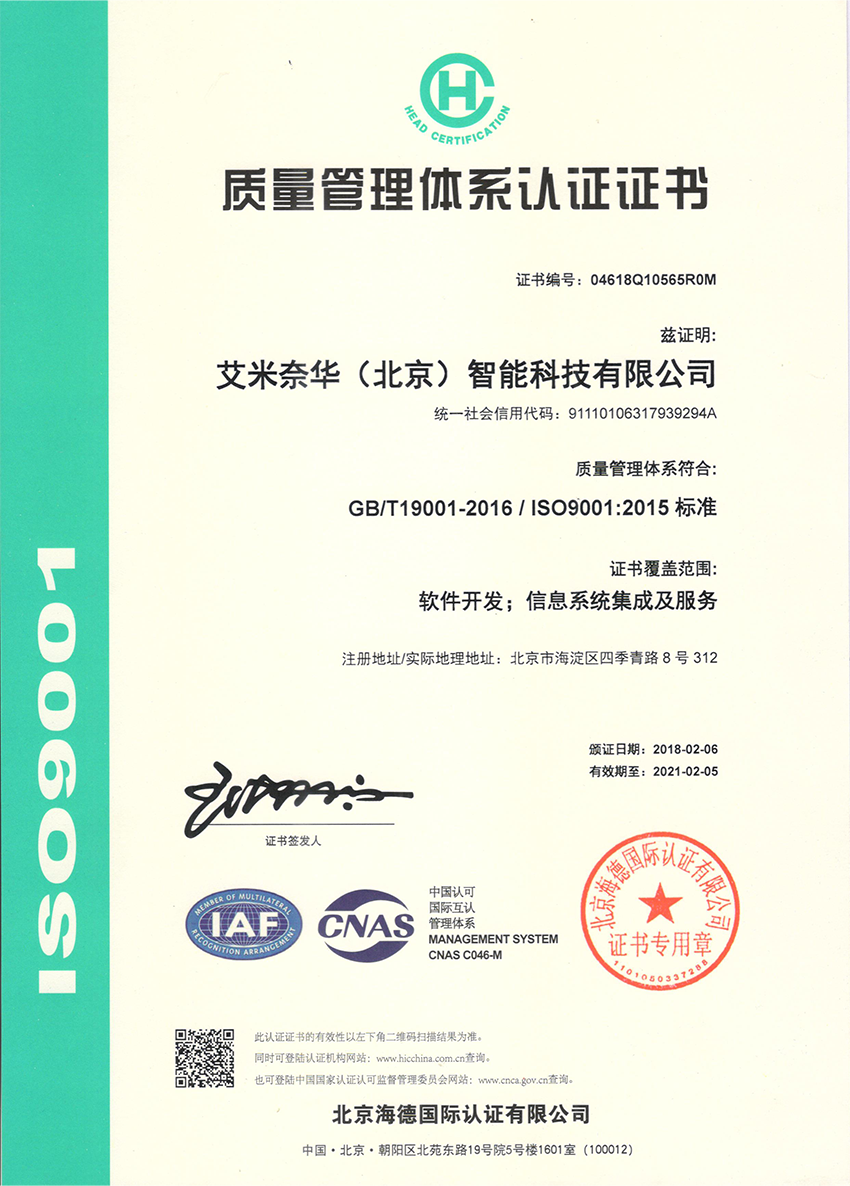 HC
HEAD CERTIFICATION
质量管理体系认证证书
证书编号：04618Q10565R0M
兹证明:
艾米奈华（北京）智能科技有限公司
统一社会信用代码：91110106317939294A
质量管理体系符合:
GB/T19001-2016 / ISO9001:2015 标准
证书覆盖范围:
软件开发；信息系统集成及服务
注册地址/实际地理地址：北京市海淀区四季青路 8 号 312
颁证日期：2018-02-06
有效期至：2021-02-05
证书签发人
ISO9001
MEMBER OF MULTILATERAL
IAF
RECOGNITION ARRANGEMENT
CNAS
中国认可
国际互认
管理体系
MANAGEMENT SYSTEM
CNAS C046-M
北京海德国际认证有限公司
证书专用章
1101080337288
此认证证书的有效性以左下角二维码扫描结果为准。
同时可登陆认证机构网站：www.hicchina.com.cn查询。
也可登陆中国国家认证认可监督管理委员会网站：www.cnca.gov.cn查询。
北京海德国际认证有限公司
中国·北京·朝阳区北苑东路19号院5号楼1601室（100012）